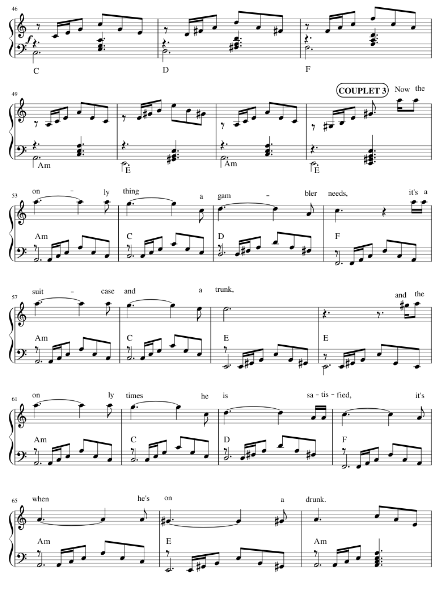 46
C D F
49
COUPLET 3 Now the
Am E Am E
53
on - ly thing a gam - bler needs, it's a
Am C D F
57
suit - case and a trunk, and the
Am C E E
61
on ly times he is sa - tis - fied, it's
Am C D F
65
when he's on a drunk.
Am E Am